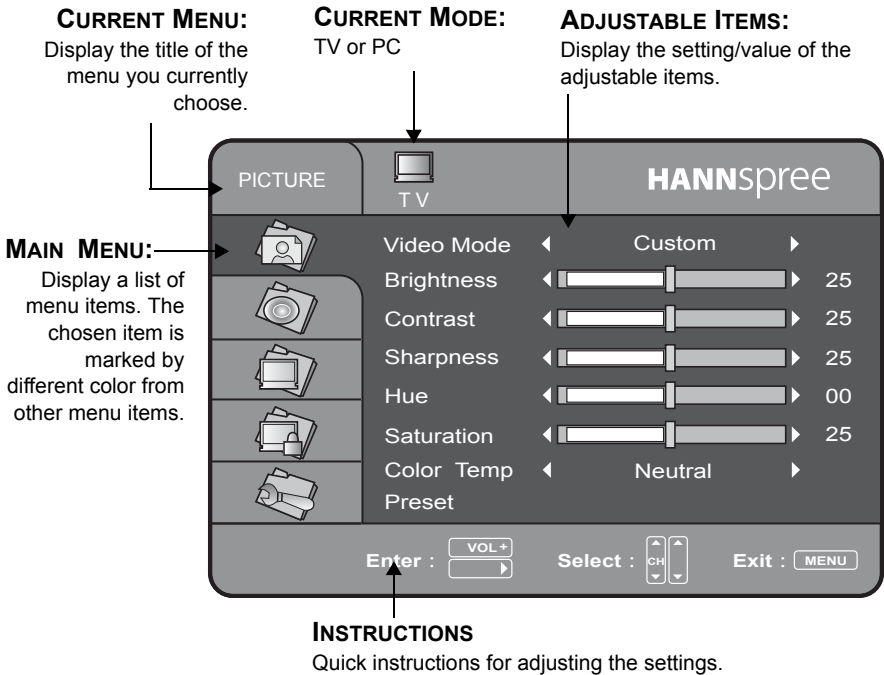 CURRENT MENU:
Display the title of the
menu you currently
choose.
CURRENT MODE:
TV or PC
ADJUSTABLE ITEMS:
Display the setting/value of the
adjustable items.
PICTURE
TV
HANNspree
MAIN MENU:
Display a list of
menu items. The
chosen item is
marked by
different color from
other menu items.
Video Mode Custom
Brightness 25
Contrast 25
Sharpness 25
Hue 00
Saturation 25
Color Temp Neutral
Preset
Enter : VOL+ Select : CH Exit : MENU
INSTRUCTIONS
Quick instructions for adjusting the settings.